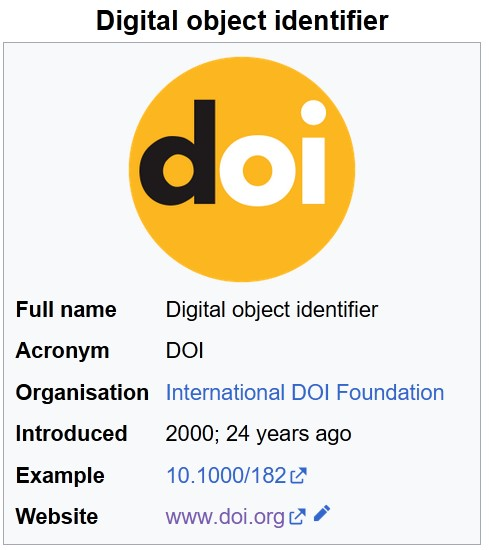 Digital object identifier
doi
Full name Digital object identifier
Acronym DOI
Organisation International DOI Foundation
Introduced 2000; 24 years ago
Example 10.1000/182
Website www.doi.org